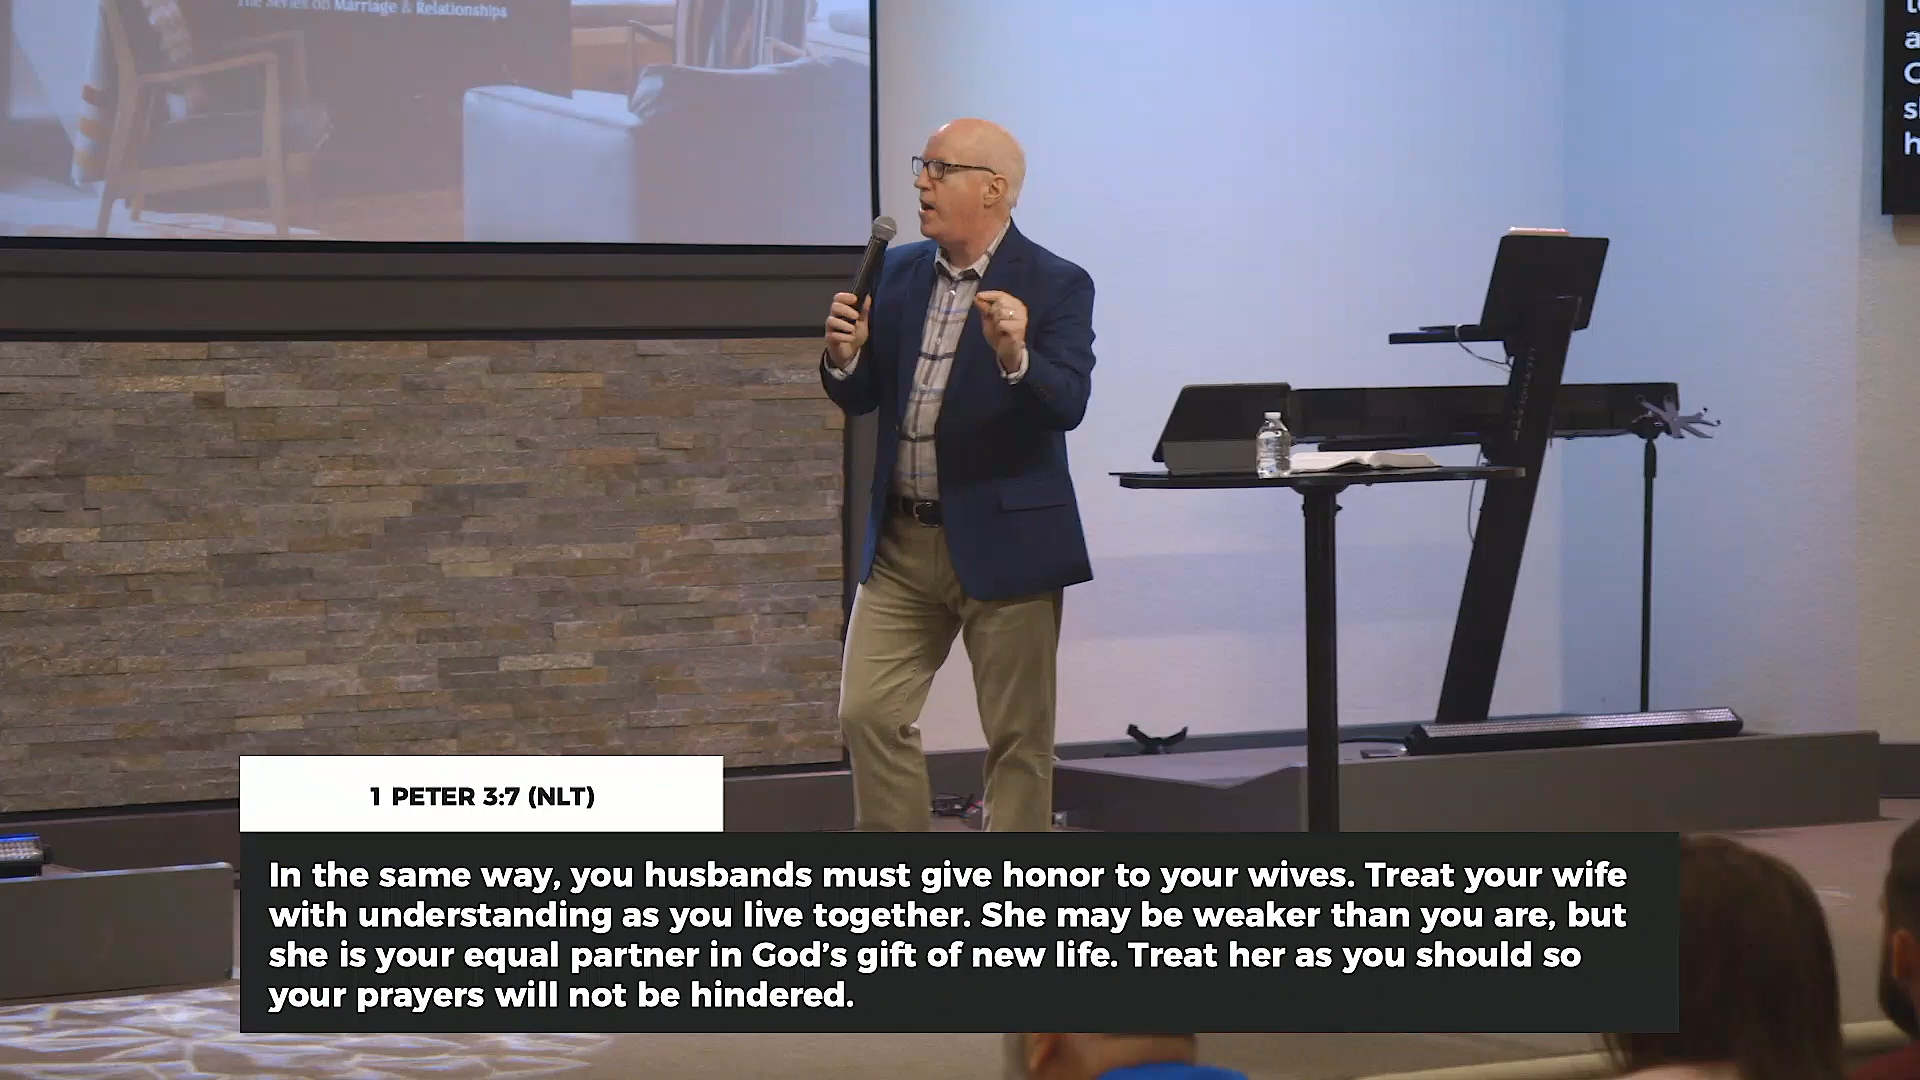 The Series on Marriage & Relationships
1 PETER 3:7 (NLT)
In the same way, you husbands must give honor to your wives. Treat your wife
with understanding as you live together. She may be weaker than you are, but
she is your equal partner in God’s gift of new life. Treat her as you should so
your prayers will not be hindered.